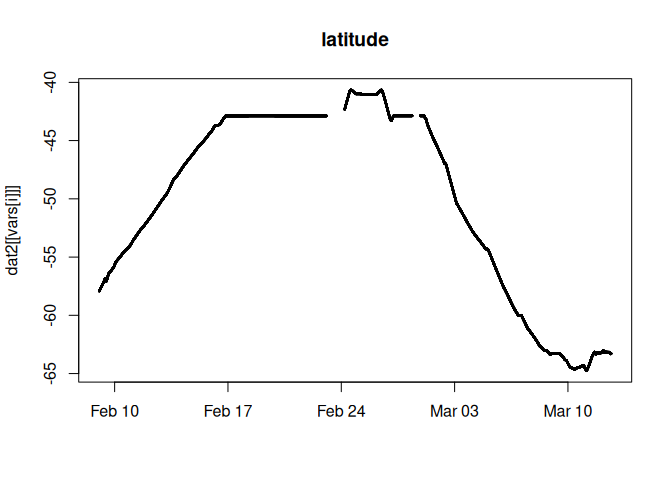 latitude
dat2[[vars[i]]]
-40
-45
-50
-55
-60
-65
Feb 10
Feb 17
Feb 24
Mar 03
Mar 10